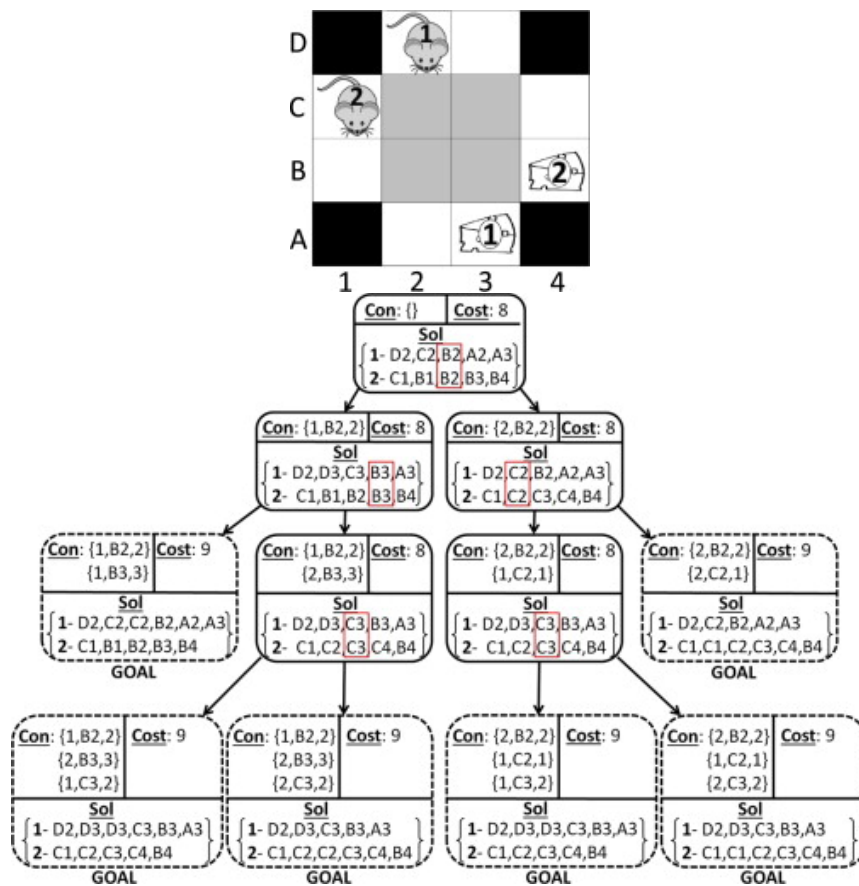 D
1
C
2
B
2
A
1
1 2 3 4
Con: {} Cost: 8
Sol
1- D2,C2,B2,A2,A3
2- C1,B1,B2,B3,B4
Con: {1,B2,2} Cost: 8
Sol
1- D2,D3,C3,B3,A3
2- C1,B1,B2,B3,B4
Con: {2,B2,2} Cost: 8
Sol
1- D2,C2,B2,A2,A3
2- C1,C2,C3,C4,B4
Con: {1,B2,2} Cost: 9
{1,B3,3}
Sol
1- D2,C2,C2,B2,A2,A3
2- C1,B1,B2,B3,B4
GOAL
Con: {1,B2,2} Cost: 8
{2,B3,3}
Sol
1- D2,D3,C3,B3,A3
2- C1,C2,C3,C4,B4
Con: {2,B2,2} Cost: 8
{1,C2,1}
Sol
1- D2,D3,C3,B3,A3
2- C1,C2,C3,C4,B4
Con: {2,B2,2} Cost: 9
{2,C2,1}
Sol
1- D2,C2,B2,A2,A3
2- C1,C1,C2,C3,C4,B4
GOAL
Con: {1,B2,2} Cost: 9
{2,B3,3}
{1,C3,2}
Sol
1- D2,D3,D3,C3,B3,A3
2- C1,C2,C3,C4,B4
GOAL
Con: {1,B2,2} Cost: 9
{2,B3,3}
{2,C3,2}
Sol
1- D2,D3,C3,B3,A3
2- C1,C2,C2,C3,C4,B4
GOAL
Con: {2,B2,2} Cost: 9
{1,C2,1}
{1,C3,2}
Sol
1- D2,D3,D3,C3,B3,A3
2- C1,C2,C3,C4,B4
GOAL
Con: {2,B2,2} Cost: 9
{1,C2,1}
{2,C3,2}
Sol
1- D2,D3,C3,B3,A3
2- C1,C1,C2,C3,C4,B4
GOAL